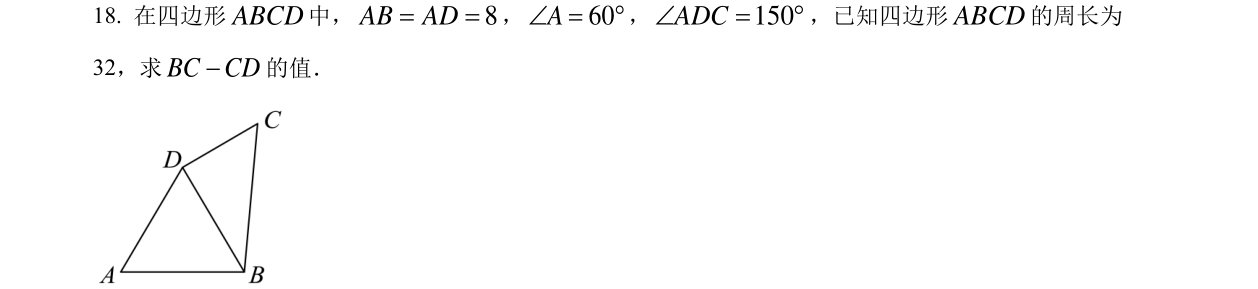 18. 在四边形 ABCD 中， AB = AD = 8， ∠A = 60°， ∠ADC = 150°，已知四边形 ABCD 的周长为
32，求 BC − CD 的值．
C
D
A
B